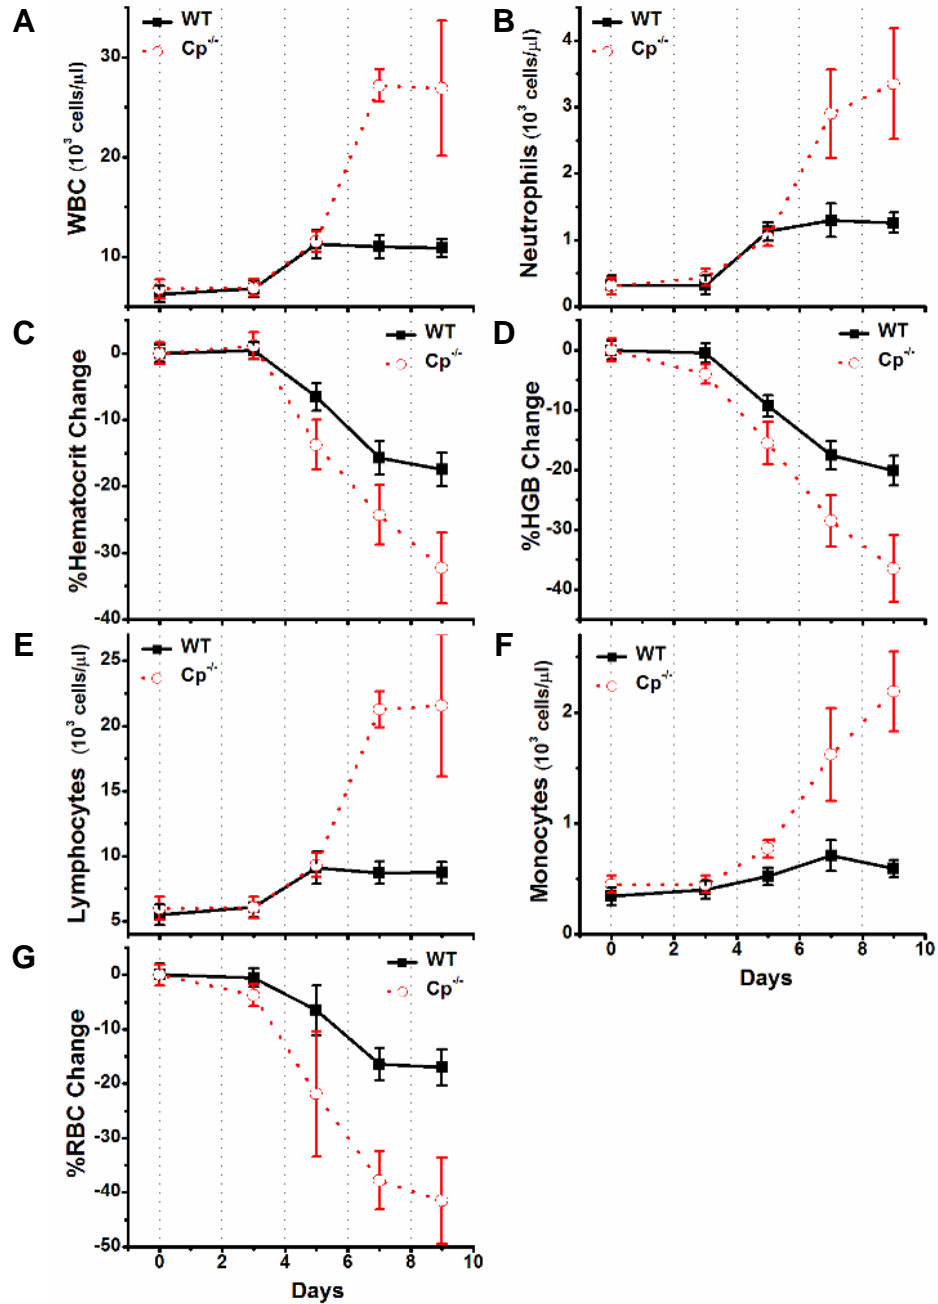 A
WT
Cp-/-
WBC (10³ cells/µl)
30
20
10
B
WT
Cp-/-
Neutrophils (10³ cells/µl)
4
3
2
1
0
C
WT
Cp-/-
%Hematocrit Change
0
-10
-20
-30
-40
D
WT
Cp-/-
%HGB Change
0
-10
-20
-30
-40
E
WT
Cp-/-
Lymphocytes (10³ cells/µl)
25
20
15
10
5
F
WT
Cp-/-
Monocytes (10³ cells/µl)
2
1
0
0 2 4 6 8 10
Days
G
WT
Cp-/-
%RBC Change
0
-10
-20
-30
-40
-50
0 2 4 6 8 10
Days